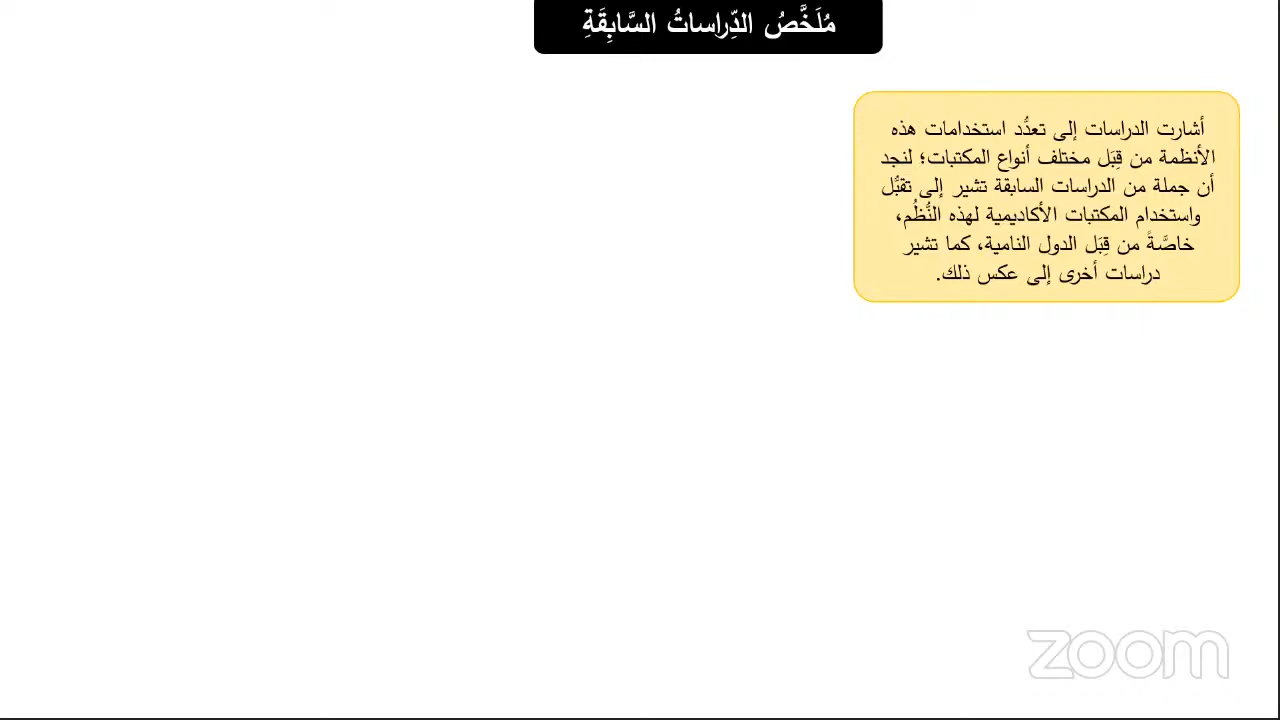 مُلَخَّصُ الدِّراساتُ السَّابِقَةِ
أشارت الدراسات إلى تعدُّد استخدامات هذه
الأنظمة من قِبَل مختلف أنواع المكتبات؛ لنجد
أن جملة من الدراسات السابقة تشير إلى تقبُّل
واستخدام المكتبات الأكاديمية لهذه النُّظُم،
خاصَّةً من قِبَل الدول النامية، كما تشير
دراسات أخرى إلى عكس ذلك.
zoom